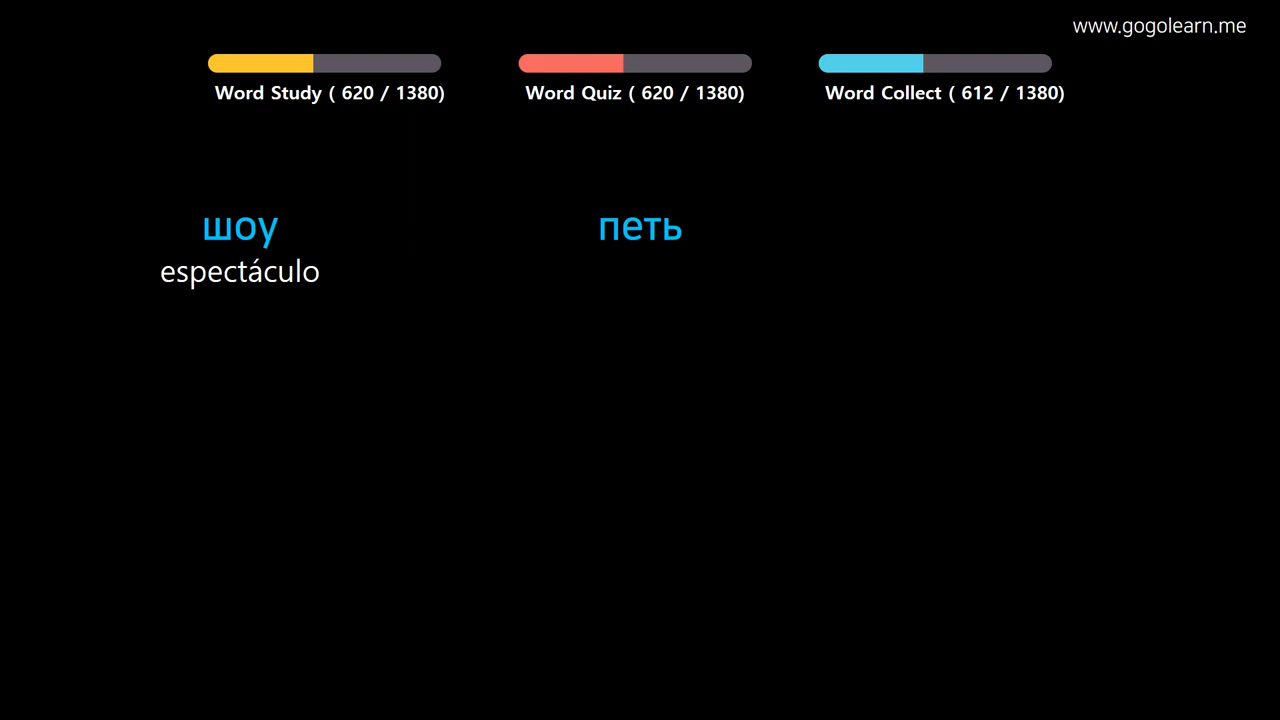 www.gogolearn.me
Word Study ( 620 / 1380)
Word Quiz ( 620 / 1380)
Word Collect ( 612 / 1380)
шоу
espectáculo
петь